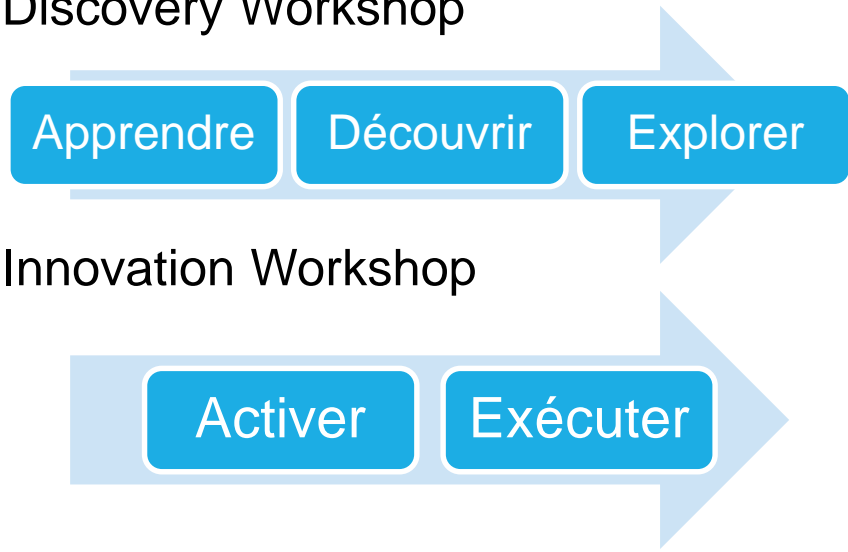 Discovery Workshop
Apprendre Découvrir Explorer
Innovation Workshop
Activer Exécuter